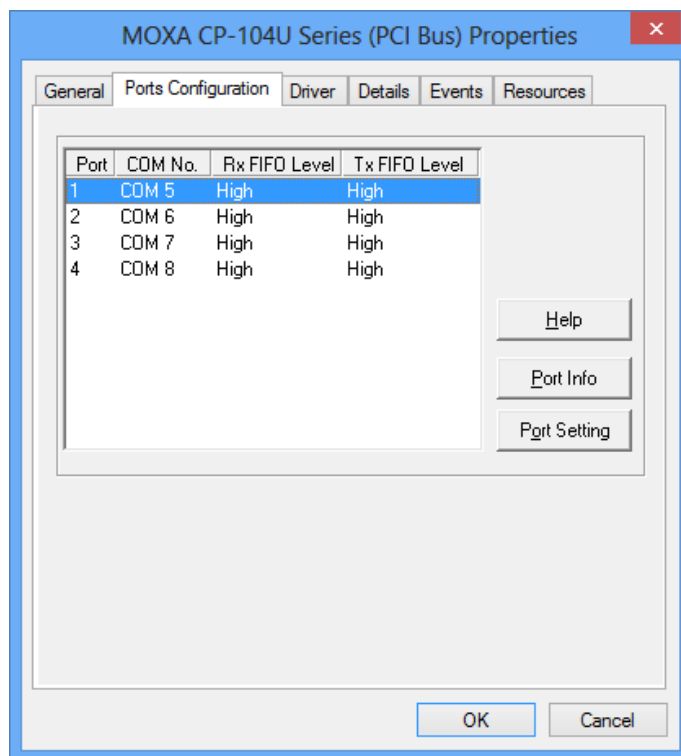 MOXA CP-104U Series (PCI Bus) Properties
General Ports Configuration Driver Details Events Resources
Port COM No. Rx FIFO Level Tx FIFO Level
1 COM 5 High High
2 COM 6 High High
3 COM 7 High High
4 COM 8 High High
Help
Port Info
Port Setting
OK Cancel